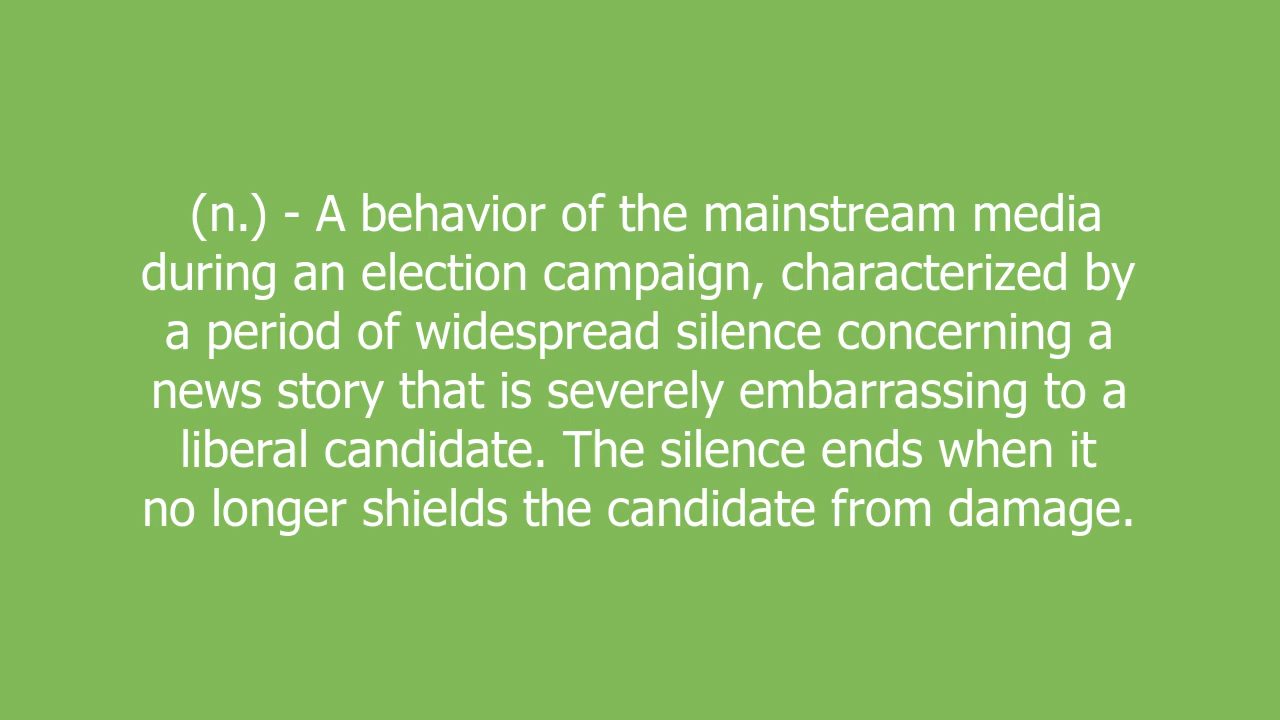 (n.) - A behavior of the mainstream media
during an election campaign, characterized by
a period of widespread silence concerning a
news story that is severely embarrassing to a
liberal candidate. The silence ends when it
no longer shields the candidate from damage.